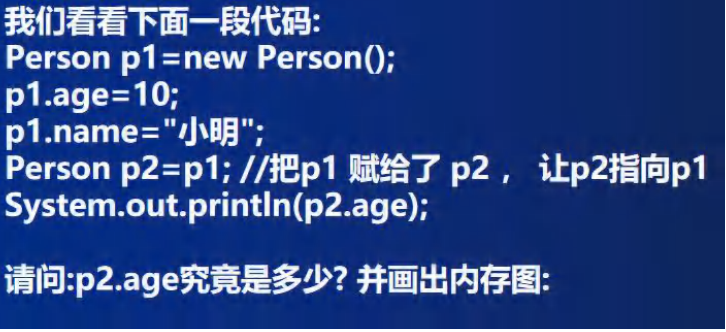 我们看看下面一段代码:
Person p1=new Person();
p1.age=10;
p1.name="小明";
Person p2=p1; //把p1 赋给了 p2 ， 让p2指向p1
System.out.println(p2.age);
请问:p2.age究竟是多少? 并画出内存图: